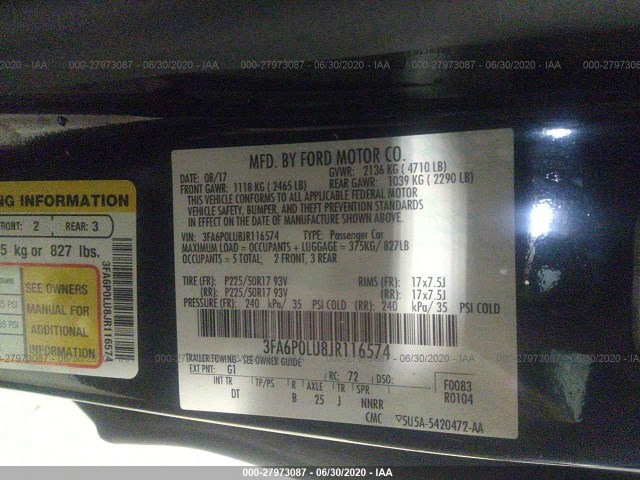 000-27973087 - 06/30/2020 - IAA
MFD. BY FORD MOTOR CO.
DATE: 08/17
GVWR: 2136 KG ( 4710 LB)
FRONT GAWR: 1118 KG ( 2465 LB)
REAR GAWR: 1039 KG ( 2290 LB)
THIS VEHICLE CONFORMS TO ALL APPLICABLE FEDERAL MOTOR
VEHICLE SAFETY, BUMPER, AND THEFT PREVENTION STANDARDS
IN EFFECT ON THE DATE OF MANUFACTURE SHOWN ABOVE.
VIN: 3FA6P0LU8JR116574 TYPE: Passenger Car
MAXIMUM LOAD = OCCUPANTS + LUGGAGE = 375KG/ 827LB
OCCUPANTS = 5 TOTAL; 2 FRONT, 3 REAR
TIRE (FR): P225/50R17 93V RIMS (FR): 17x7.5J
(RR): P225/50R17 93V (RR): 17x7.5J
PRESSURE (FR): 240 kPa/ 35 PSI COLD (RR): 240 kPa/ 35 PSI COLD
3FA6P0LU8JR116574
TRAILER TOWING - SEE OWNER GUIDE
EXT PNT: G1 RC: 72 DSO:
F0083
R0104
INT TR TP/PS R AXLE TR SPR
DT B 25 J NNRR
CMC 5U5A-5420472-AA
NG INFORMATION
FRONT: 2 REAR: 3
5 kg or 827 lbs.
SEE OWNERS
MANUAL FOR
ADDITIONAL
INFORMATION
35 PSI
35 PSI
3FA6P0LU8JR116574
000-27973087 - 06/30/2020 - IAA